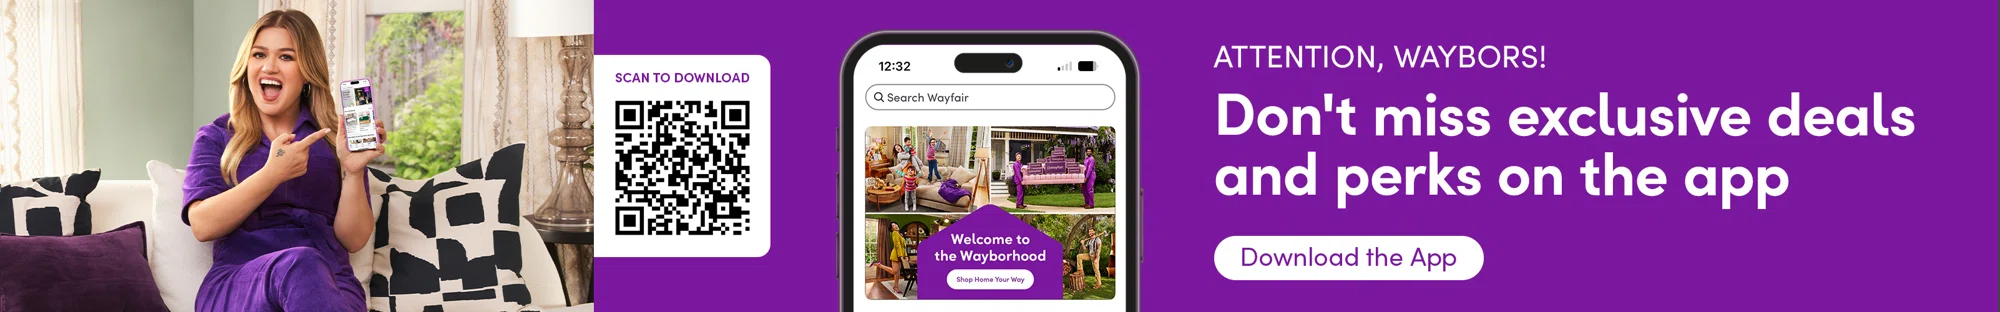 SCAN TO DOWNLOAD
12:32
Search Wayfair
Welcome to
the Wayborhood
Shop Home Your Way
ATTENTION, WAYBORS!
Don't miss exclusive deals
and perks on the app
Download the App